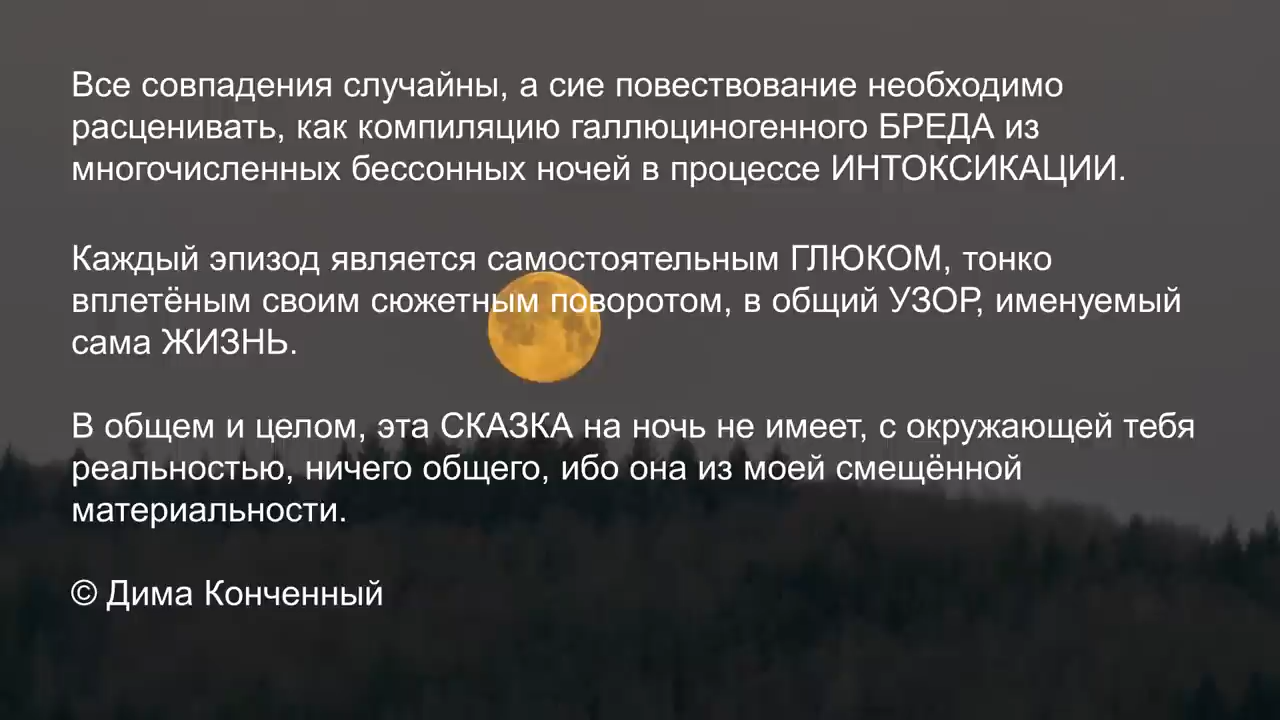 Все совпадения случайны, а сие повествование необходимо
расценивать, как компиляцию галлюциногенного БРЕДА из
многочисленных бессонных ночей в процессе ИНТОКСИКАЦИИ.
Каждый эпизод является самостоятельным ГЛЮКОМ, тонко
вплетёным своим сюжетным поворотом, в общий УЗОР, именуемый
сама ЖИЗНЬ.
В общем и целом, эта СКАЗКА на ночь не имеет, с окружающей тебя
реальностью, ничего общего, ибо она из моей смещённой
материальности.
© Дима Конченный